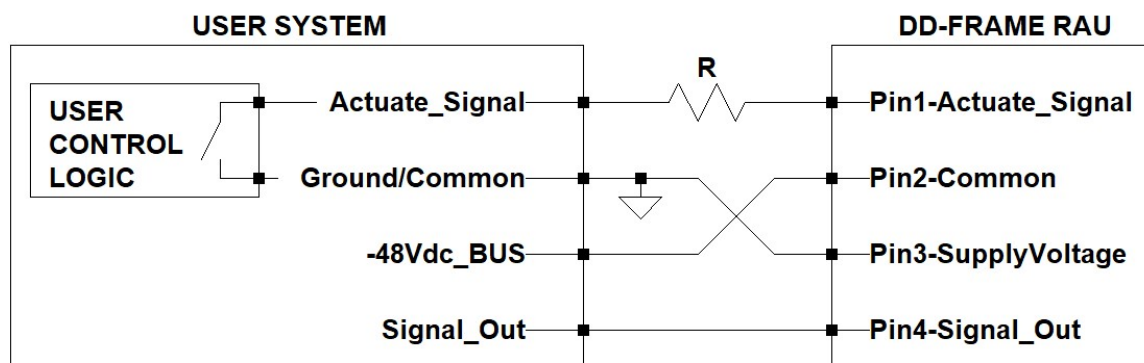 USER SYSTEM
DD-FRAME RAU
USER
CONTROL
LOGIC
Actuate_Signal
R
Pin1-Actuate_Signal
Ground/Common
Pin2-Common
-48Vdc_BUS
Pin3-SupplyVoltage
Signal_Out
Pin4-Signal_Out